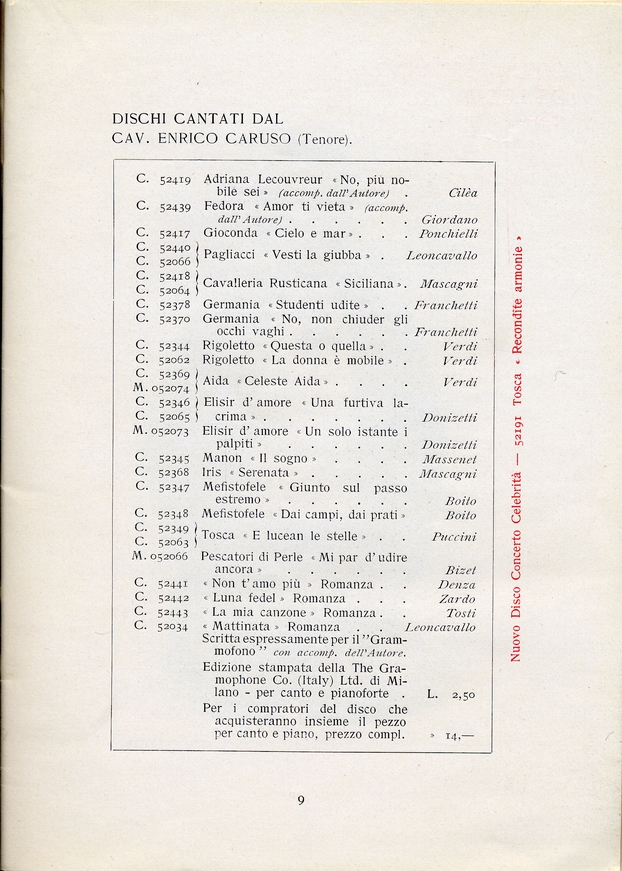 DISCHI CANTATI DAL
CAV. ENRICO CARUSO (Tenore).
C. 52419 Adriana Lecouvreur « No, più no-
bile sei » (accomp. dall'Autore) . Cilèa
C. 52439 Fedora « Amor ti vieta » (accomp.
dall'Autore) . . . . . . Giordano
C. 52417 Gioconda « Cielo e mar » . . . Ponchielli
C. 52440
C. 52066 } Pagliacci « Vesti la giubba » . Leoncavallo
C. 52418
C. 52064 } Cavalleria Rusticana « Siciliana ». Mascagni
C. 52378 Germania « Studenti udite » . . Franchetti
C. 52370 Germania « No, non chiuder gli
occhi vaghi . . . . . . Franchetti
C. 52344 Rigoletto « Questa o quella » . . Verdi
C. 52062 Rigoletto « La donna è mobile » . Verdi
C. 52369
M. 052074 } Aida « Celeste Aida » . . . . Verdi
C. 52346 } Elisir d'amore « Una furtiva la-
C. 52065 } crima » . . . . . . . Donizetti
M. 052073 Elisir d'amore « Un solo istante i
palpiti » . . . . . . Donizetti
C. 52345 Manon « Il sogno » . . . . Massenet
C. 52368 Iris « Serenata » . . . . . Mascagni
C. 52347 Mefistofele « Giunto sul passo
estremo » . . . . . . Boito
C. 52348 Mefistofele « Dai campi, dai prati » Boito
C. 52349
C. 52063 } Tosca « E lucean le stelle » . . Puccini
M. 052066 Pescatori di Perle « Mi par d'udire
ancora » . . . . . . Bizet
C. 52441 « Non t'amo più » Romanza . . Denza
C. 52442 « Luna fedel » Romanza . . . Zardo
C. 52443 « La mia canzone » Romanza . . Tosti
C. 52034 « Mattinata » Romanza . . Leoncavallo
Scritta espressamente per il "Gram-
mofono" con accomp. dell'Autore.
Edizione stampata della The Gra-
mophone Co. (Italy) Ltd. di Mi-
lano - per canto e pianoforte . L. 2,50
Per i compratori del disco che
acquisteranno insieme il pezzo
per canto e piano, prezzo compl. » 14,—
Nuovo Disco Concerto Celebrità — 52191 Tosca « Recondite armonie »
9